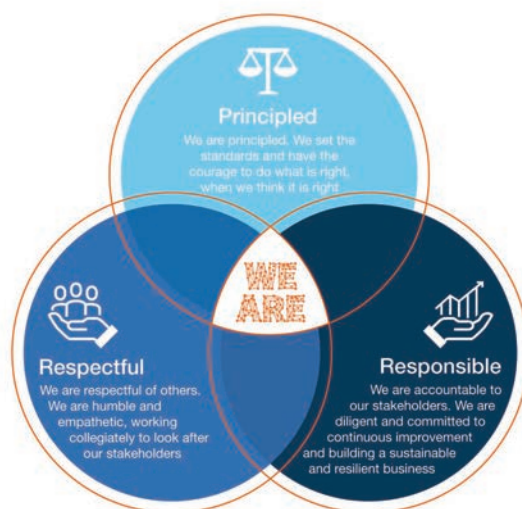 Principled
We are principled. We set the
standards and have the
courage to do what is right,
when we think it is right
WE
ARE
Respectful
We are respectful of others.
We are humble and
empathetic, working
collegiately to look after
our stakeholders
Responsible
We are accountable to
our stakeholders. We are
diligent and committed to
continuous improvement
and building a sustainable
and resilient business